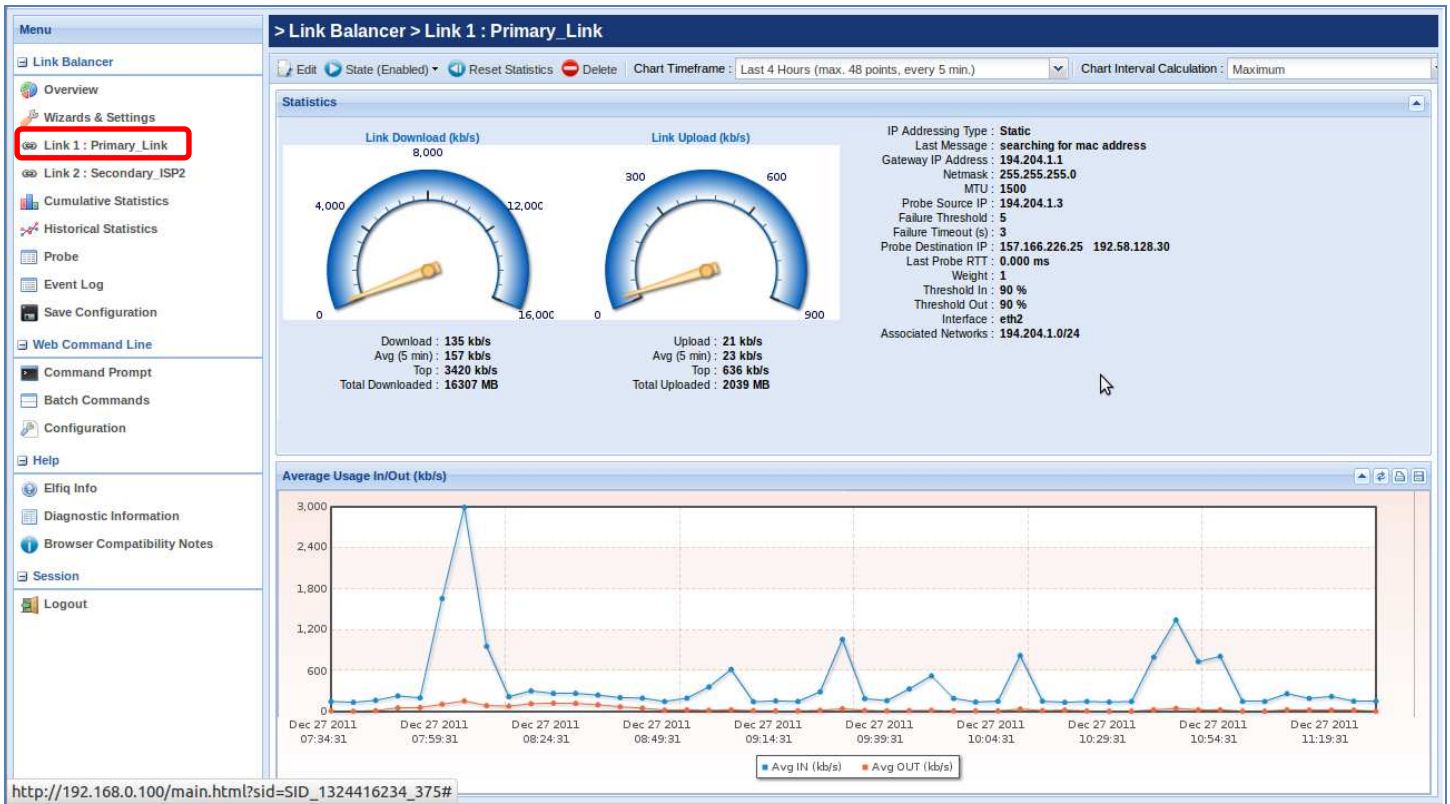 Menu
Link Balancer
Overview
Wizards & Settings
Link 1 : Primary_Link
Link 2 : Secondary_ISP2
Cumulative Statistics
Historical Statistics
Probe
Event Log
Save Configuration
Web Command Line
Command Prompt
Batch Commands
Configuration
Help
Elfiq Info
Diagnostic Information
Browser Compatibility Notes
Session
Logout
> Link Balancer > Link 1 : Primary_Link
Edit State (Enabled) Reset Statistics Delete Chart Timeframe : Last 4 Hours (max. 48 points, every 5 min.) Chart Interval Calculation : Maximum
Statistics
Link Download (kb/s)
8,000
4,000 12,000
0 16,000
Download : 135 kb/s
Avg (5 min) : 157 kb/s
Top : 3420 kb/s
Total Downloaded : 16307 MB
Link Upload (kb/s)
300 600
0 900
Upload : 21 kb/s
Avg (5 min) : 23 kb/s
Top : 636 kb/s
Total Uploaded : 2039 MB
IP Addressing Type : Static
Last Message : searching for mac address
Gateway IP Address : 194.204.1.1
Netmask : 255.255.255.0
MTU : 1500
Probe Source IP : 194.204.1.3
Failure Threshold : 5
Failure Timeout (s) : 3
Probe Destination IP : 157.166.226.25 192.58.128.30
Last Probe RTT : 0.000 ms
Weight : 1
Threshold In : 90 %
Threshold Out : 90 %
Interface : eth2
Associated Networks : 194.204.1.0/24
Average Usage In/Out (kb/s)
3,000
2,400
1,800
1,200
600
0
Dec 27 2011 Dec 27 2011 Dec 27 2011 Dec 27 2011 Dec 27 2011 Dec 27 2011 Dec 27 2011 Dec 27 2011 Dec 27 2011 Dec 27 2011
07:34:31 07:59:31 08:24:31 08:49:31 09:14:31 09:39:31 10:04:31 10:29:31 10:54:31 11:19:31
Avg IN (kb/s) Avg OUT (kb/s)
http://192.168.0.100/main.html?sid=SID_1324416234_375#